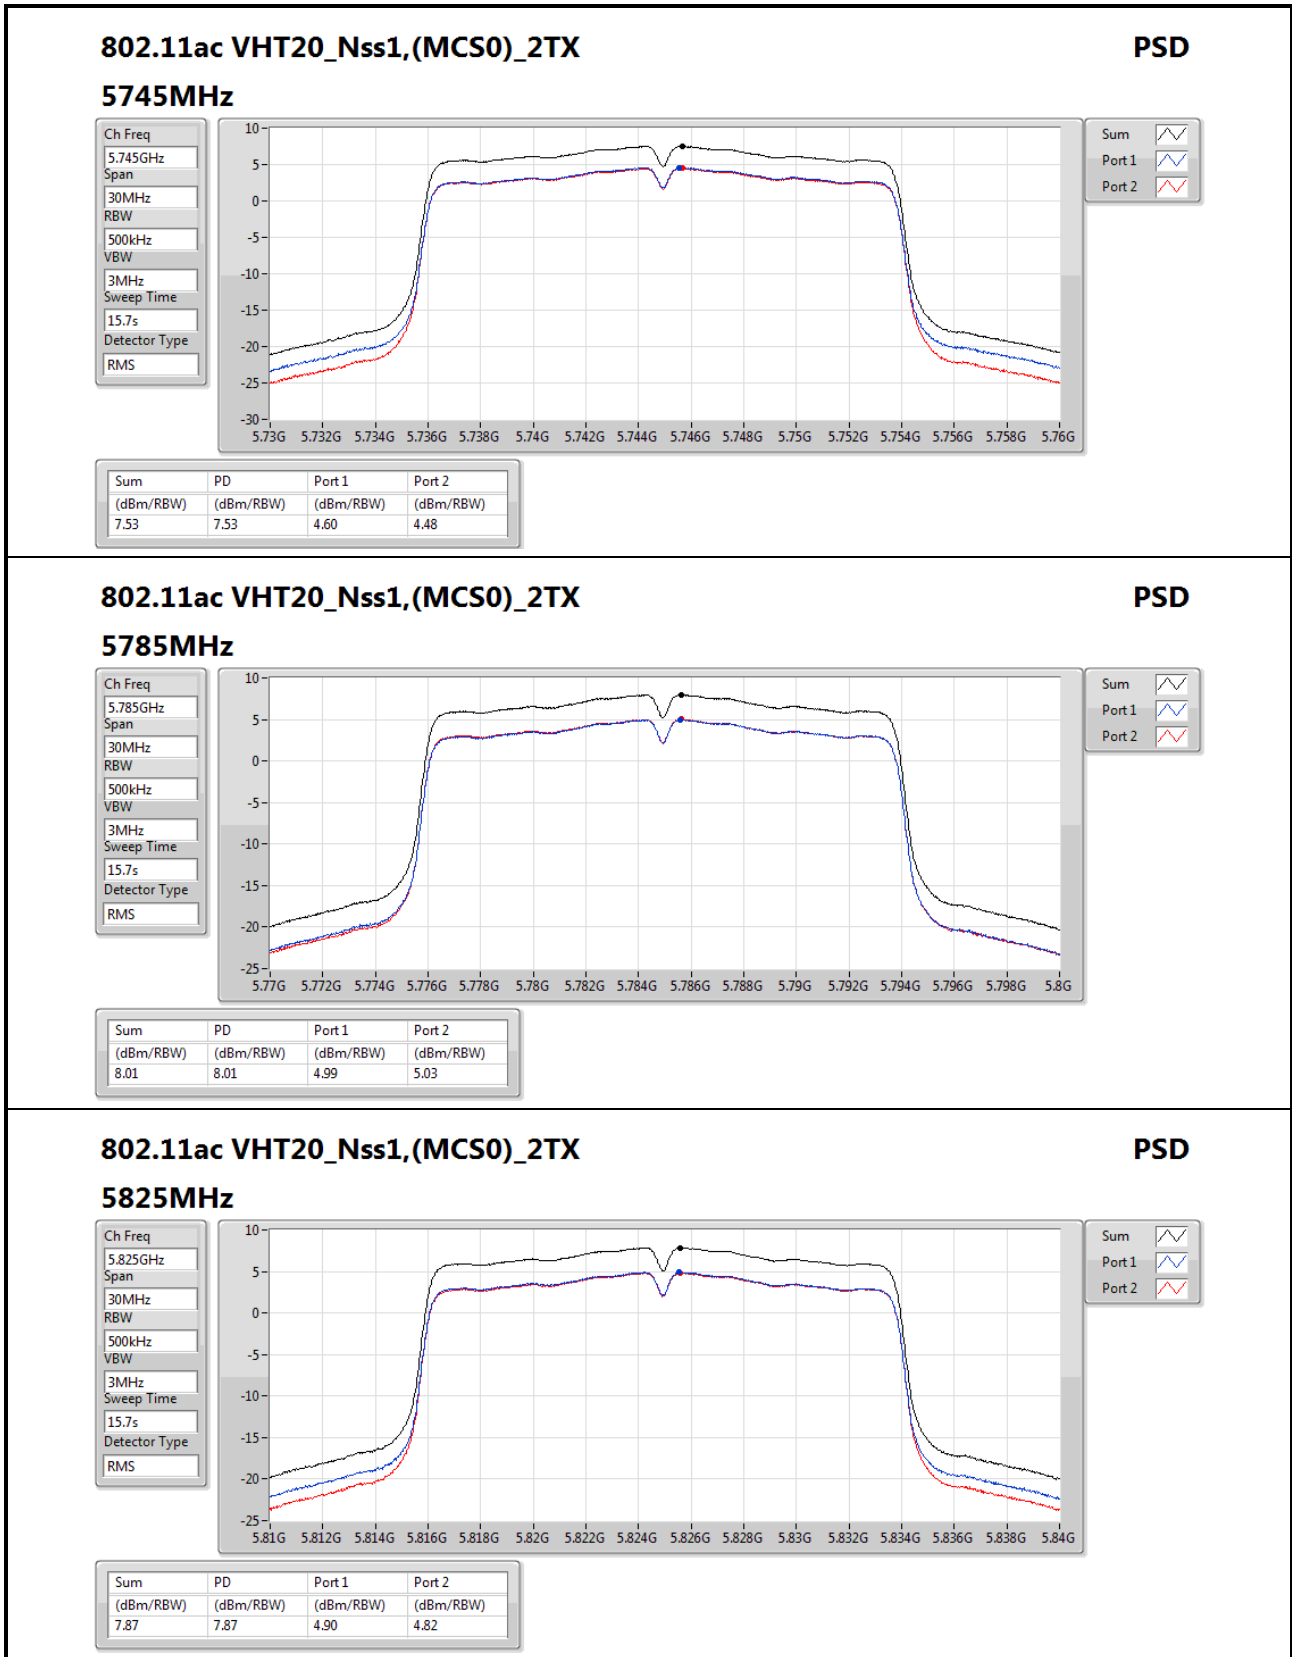 802.11ac VHT20_Nss1,(MCS0)_2TX PSD
5745MHz
Ch Freq
5.745GHz
Span
30MHz
RBW
500kHz
VBW
3MHz
Sweep Time
15.7s
Detector Type
RMS
10
5
0
-5
-10
-15
-20
-25
-30
5.73G 5.732G 5.734G 5.736G 5.738G 5.74G 5.742G 5.744G 5.746G 5.748G 5.75G 5.752G 5.754G 5.756G 5.758G 5.76G
Sum
Port 1
Port 2
Sum PD Port 1 Port 2
(dBm/RBW) (dBm/RBW) (dBm/RBW) (dBm/RBW)
7.53 7.53 4.60 4.48
802.11ac VHT20_Nss1,(MCS0)_2TX PSD
5785MHz
Ch Freq
5.785GHz
Span
30MHz
RBW
500kHz
VBW
3MHz
Sweep Time
15.7s
Detector Type
RMS
10
5
0
-5
-10
-15
-20
-25
5.77G 5.772G 5.774G 5.776G 5.778G 5.78G 5.782G 5.784G 5.786G 5.788G 5.79G 5.792G 5.794G 5.796G 5.798G 5.8G
Sum
Port 1
Port 2
Sum PD Port 1 Port 2
(dBm/RBW) (dBm/RBW) (dBm/RBW) (dBm/RBW)
8.01 8.01 4.99 5.03
802.11ac VHT20_Nss1,(MCS0)_2TX PSD
5825MHz
Ch Freq
5.825GHz
Span
30MHz
RBW
500kHz
VBW
3MHz
Sweep Time
15.7s
Detector Type
RMS
10
5
0
-5
-10
-15
-20
-25
5.81G 5.812G 5.814G 5.816G 5.818G 5.82G 5.822G 5.824G 5.826G 5.828G 5.83G 5.832G 5.834G 5.836G 5.838G 5.84G
Sum
Port 1
Port 2
Sum PD Port 1 Port 2
(dBm/RBW) (dBm/RBW) (dBm/RBW) (dBm/RBW)
7.87 7.87 4.90 4.82